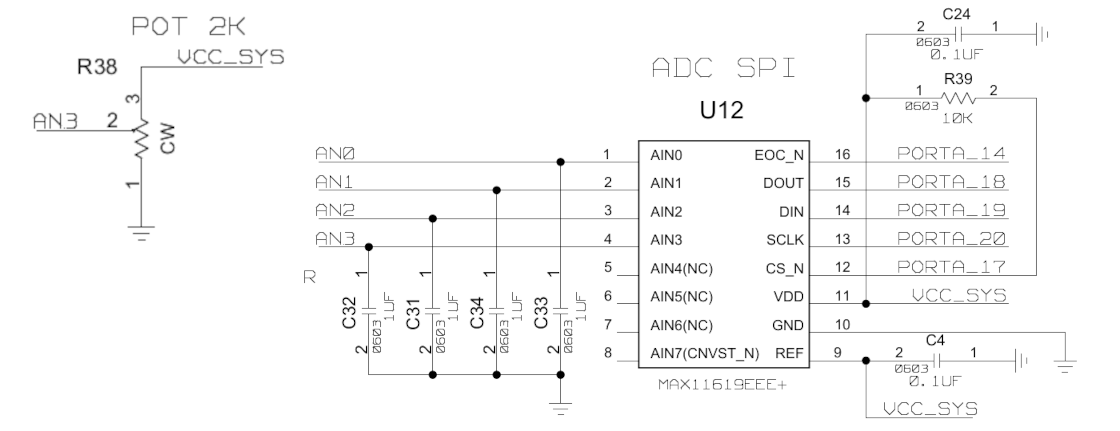 POT 2K
VCC_SYS
R38
3
AN3 2
CW
1
C24
2 1
0603
0.1UF
R39
1 2
0603
10K
ADC SPI
U12
AN0 1 AIN0 EOC_N 16 PORTA_14
AN1 2 AIN1 DOUT 15 PORTA_18
AN2 3 AIN2 DIN 14 PORTA_19
AN3 4 AIN3 SCLK 13 PORTA_20
5 AIN4(NC) CS_N 12 PORTA_17
6 AIN5(NC) VDD 11 VCC_SYS
7 AIN6(NC) GND 10
8 AIN7(CNVST_N) REF 9
MAX11619EEE+
R
1 1 1 1
C32 0603 1UF
C31 0603 1UF
C34 0603 1UF
C33 0603 1UF
2 2 2 2
C4
2 1
0603
0.1UF
VCC_SYS